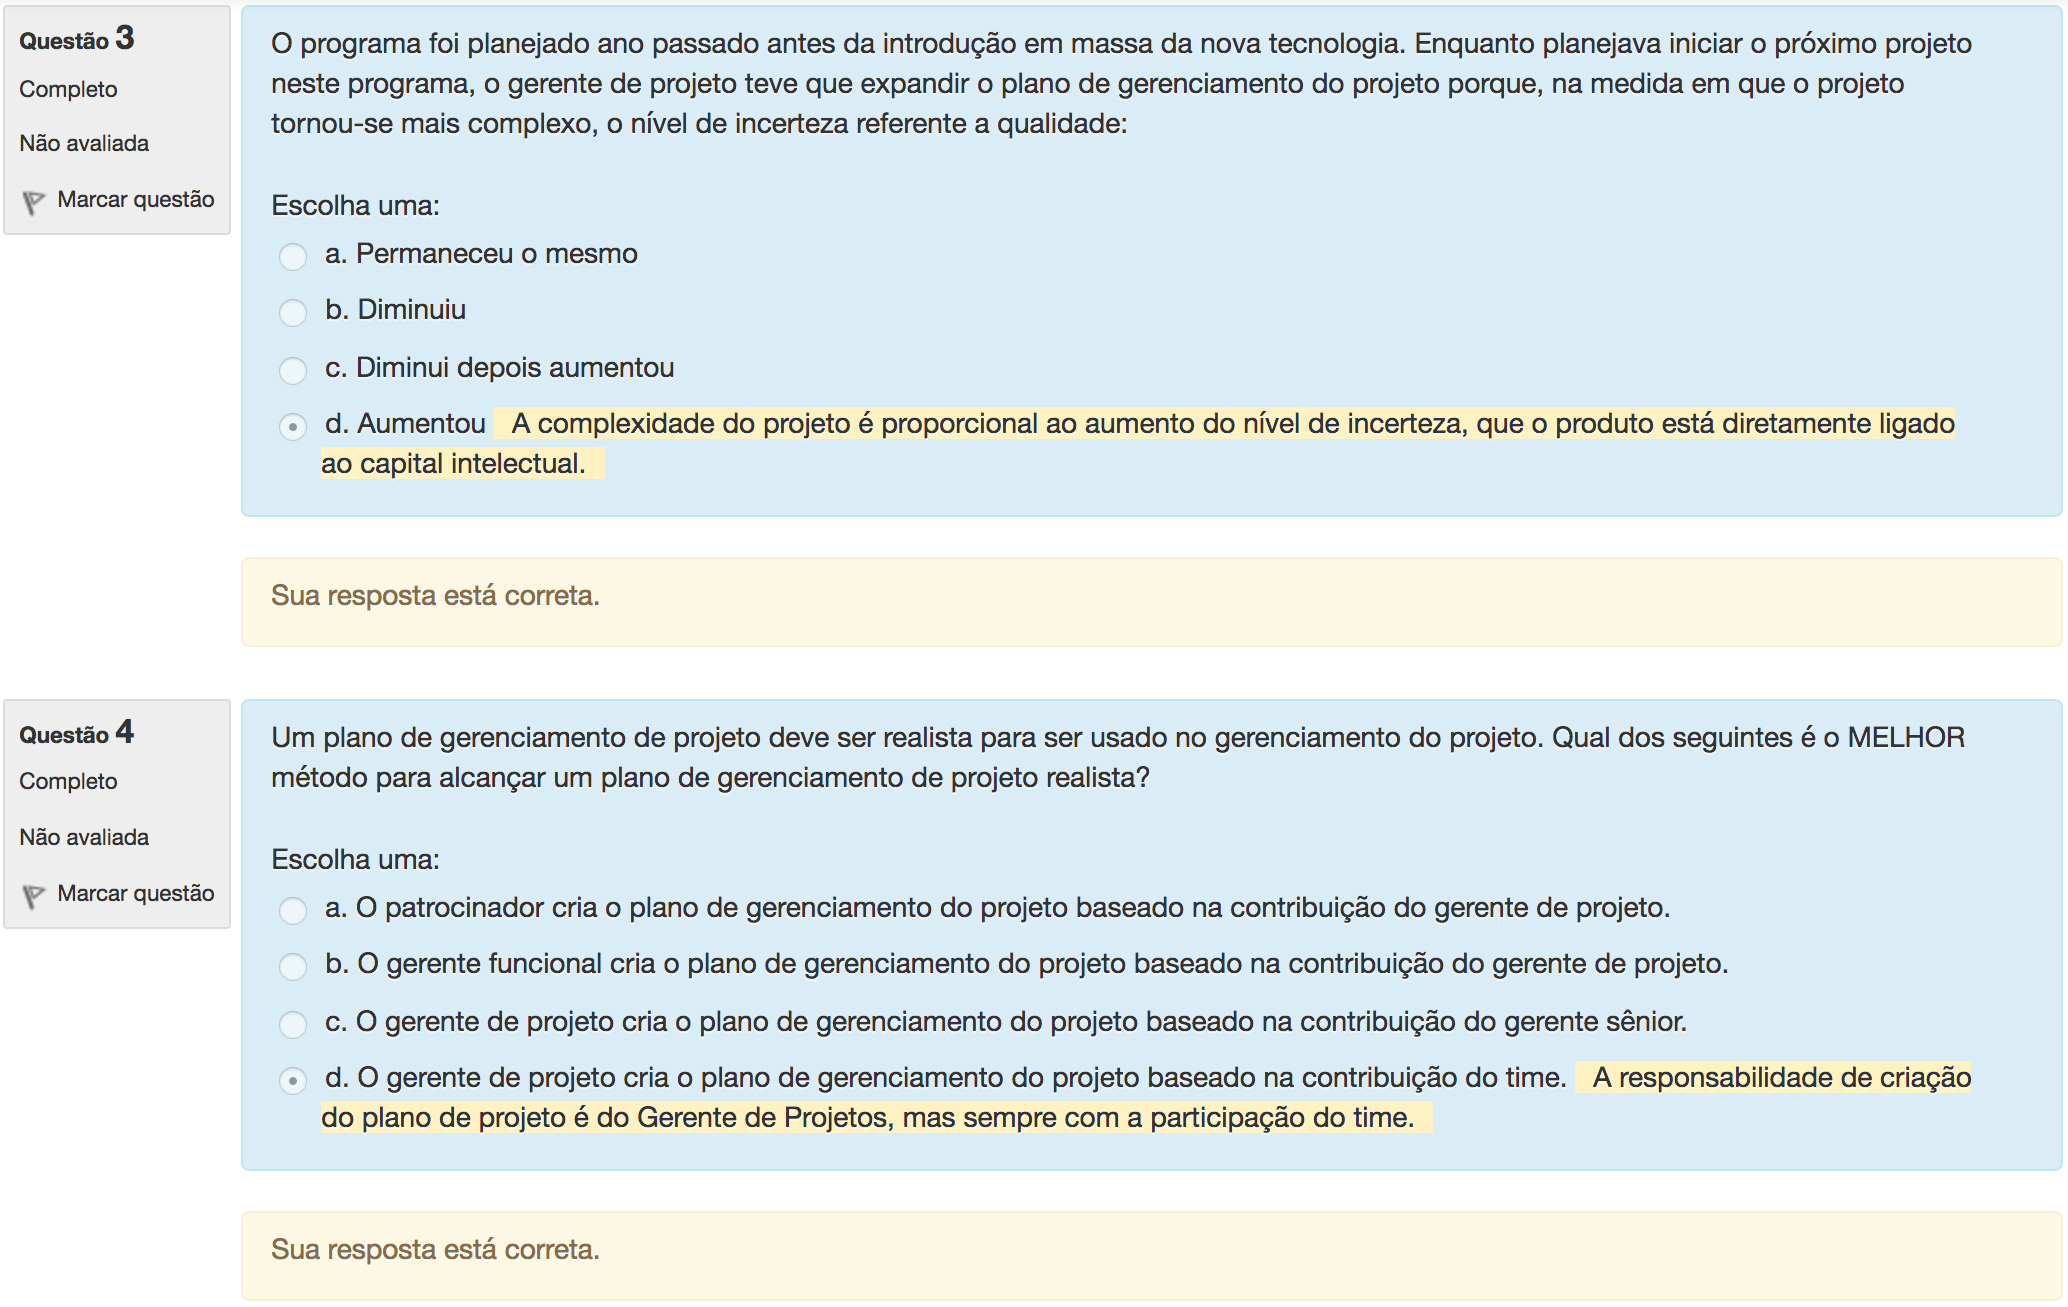 Questão 3
Completo
Não avaliada
Marcar questão
O programa foi planejado ano passado antes da introdução em massa da nova tecnologia. Enquanto planejava iniciar o próximo projeto
neste programa, o gerente de projeto teve que expandir o plano de gerenciamento do projeto porque, na medida em que o projeto
tornou-se mais complexo, o nível de incerteza referente a qualidade:
Escolha uma:
a. Permaneceu o mesmo
b. Diminuiu
c. Diminui depois aumentou
d. Aumentou A complexidade do projeto é proporcional ao aumento do nível de incerteza, que o produto está diretamente ligado
ao capital intelectual.
Sua resposta está correta.
Questão 4
Completo
Não avaliada
Marcar questão
Um plano de gerenciamento de projeto deve ser realista para ser usado no gerenciamento do projeto. Qual dos seguintes é o MELHOR
método para alcançar um plano de gerenciamento de projeto realista?
Escolha uma:
a. O patrocinador cria o plano de gerenciamento do projeto baseado na contribuição do gerente de projeto.
b. O gerente funcional cria o plano de gerenciamento do projeto baseado na contribuição do gerente de projeto.
c. O gerente de projeto cria o plano de gerenciamento do projeto baseado na contribuição do gerente sênior.
d. O gerente de projeto cria o plano de gerenciamento do projeto baseado na contribuição do time. A responsabilidade de criação
do plano de projeto é do Gerente de Projetos, mas sempre com a participação do time.
Sua resposta está correta.